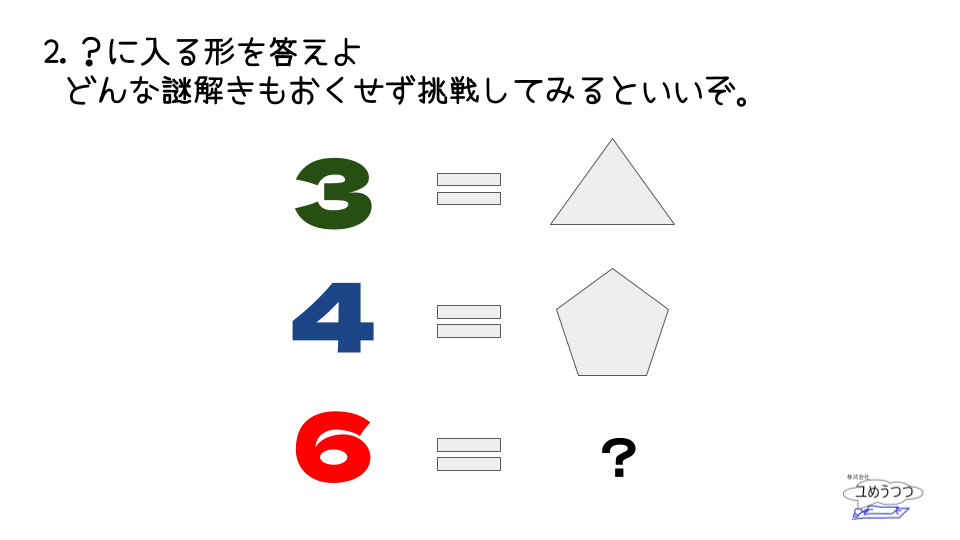 2. ?に入る形を答えよ
どんな謎解きもおくせず挑戦してみるといいぞ。
3
4
6 ?
株式会社
ユめうつつ